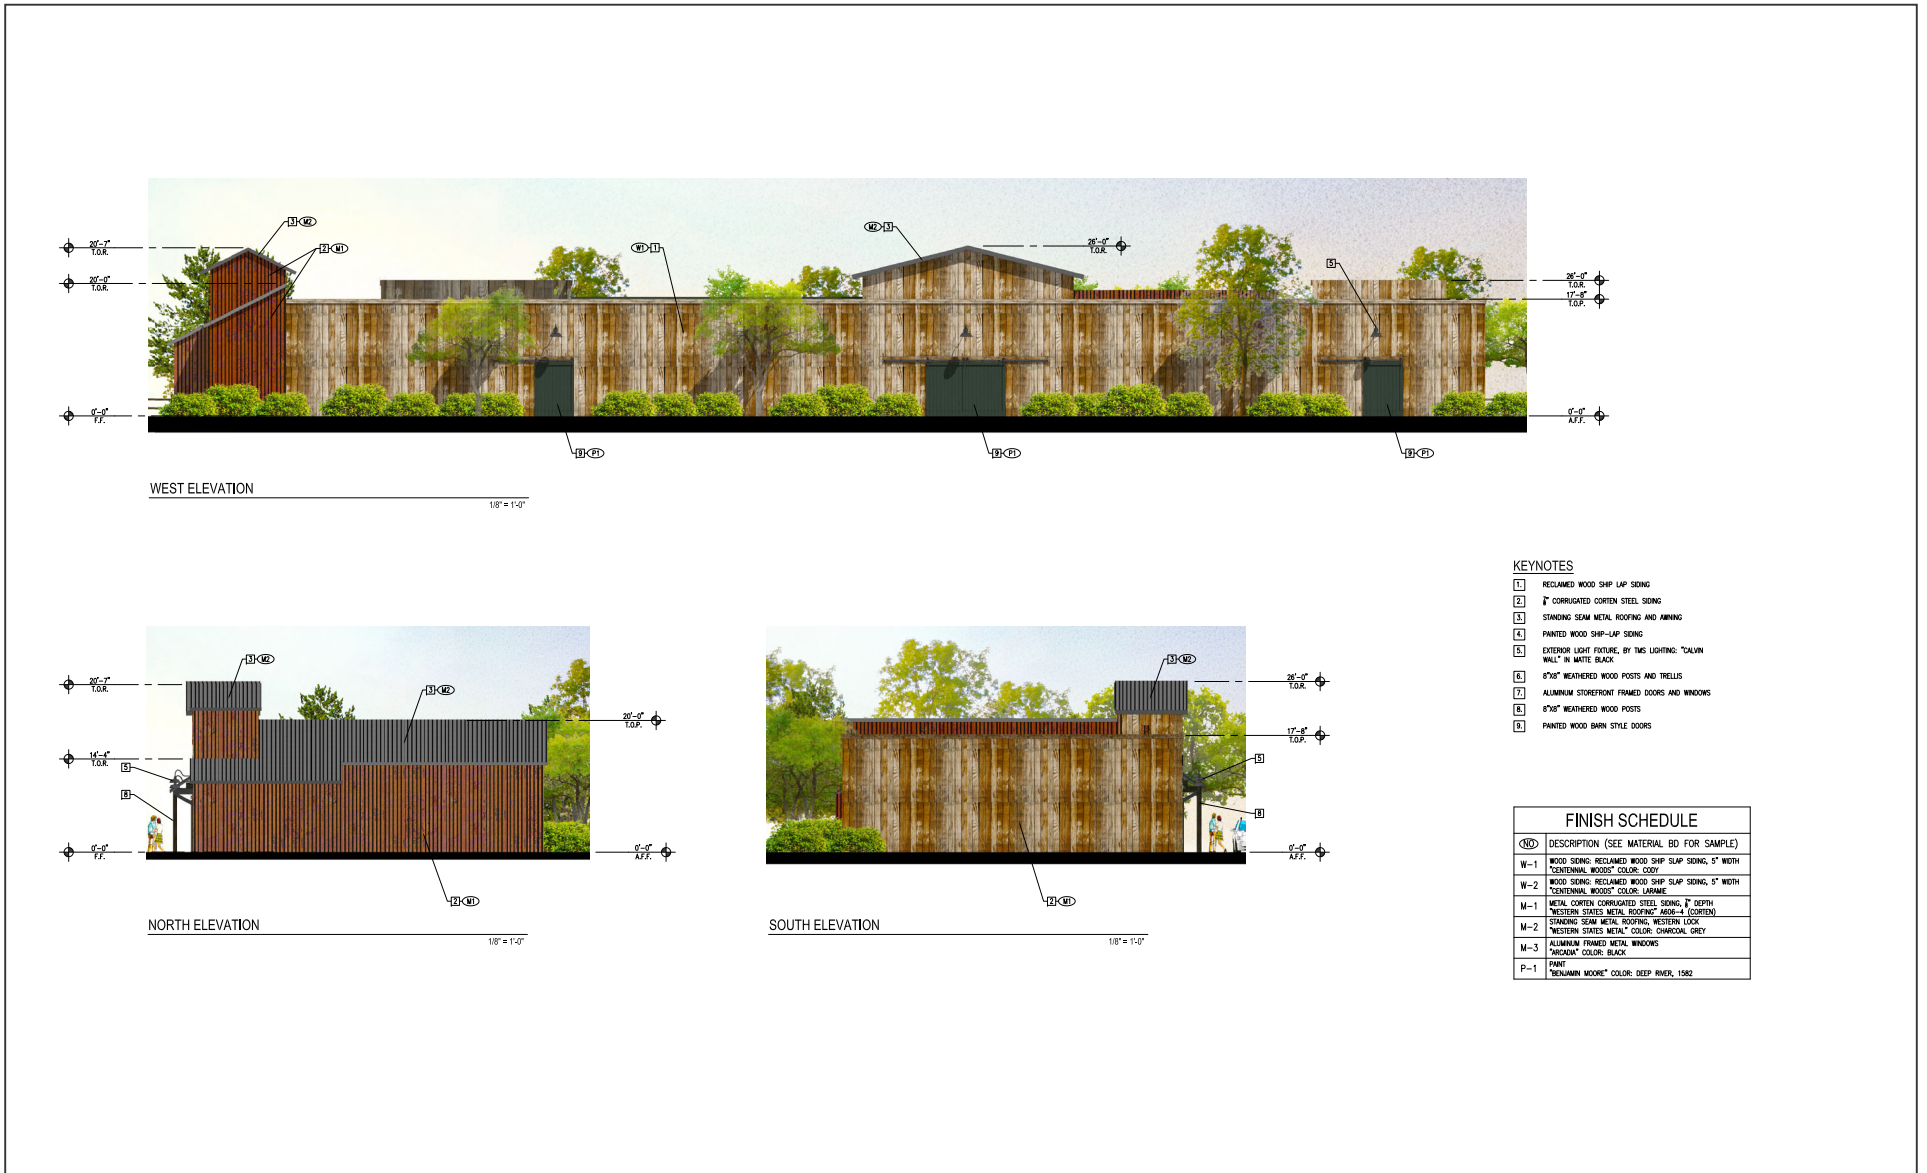 3 M2
2 M1
W1 1
M2 3
5
20'-7"
T.O.R.
20'-0"
T.O.R.
0'-0"
F.F.
26'-0"
T.O.R.
26'-0"
T.O.R.
17'-8"
T.O.P.
0'-0"
A.F.F.
9 P1
9 P1
9 P1
WEST ELEVATION
1/8" = 1'-0"
3 M2
3 M2
20'-7"
T.O.R.
14'-4"
T.O.R.
5
8
0'-0"
F.F.
20'-0"
T.O.P.
0'-0"
A.F.F.
2 M1
NORTH ELEVATION
1/8" = 1'-0"
3 M2
26'-0"
T.O.R.
17'-8"
T.O.P.
5
8
0'-0"
A.F.F.
2 M1
SOUTH ELEVATION
1/8" = 1'-0"
KEYNOTES
1. RECLAIMED WOOD SHIP LAP SIDING
2. 7/8" CORRUGATED CORTEN STEEL SIDING
3. STANDING SEAM METAL ROOFING AND AWNING
4. PAINTED WOOD SHIP-LAP SIDING
5. EXTERIOR LIGHT FIXTURE, BY TMS LIGHTING: "CALVIN
WALL" IN MATTE BLACK
6. 8"X8" WEATHERED WOOD POSTS AND TRELLIS
7. ALUMINUM STOREFRONT FRAMED DOORS AND WINDOWS
8. 8"X8" WEATHERED WOOD POSTS
9. PAINTED WOOD BARN STYLE DOORS
FINISH SCHEDULE
NO DESCRIPTION (SEE MATERIAL BD FOR SAMPLE)
W-1 WOOD SIDING: RECLAIMED WOOD SHIP SLAP SIDING, 5" WIDTH
"CENTENNIAL WOODS" COLOR: CODY
W-2 WOOD SIDING: RECLAIMED WOOD SHIP SLAP SIDING, 5" WIDTH
"CENTENNIAL WOODS" COLOR: LARAMIE
M-1 METAL CORTEN CORRUGATED STEEL SIDING, 7/8" DEPTH
"WESTERN STATES METAL ROOFING" A606-4 (CORTEN)
M-2 STANDING SEAM METAL ROOFING, WESTERN LOCK
"WESTERN STATES METAL" COLOR: CHARCOAL GREY
M-3 ALUMINUM FRAMED METAL WINDOWS
"ARCADIA" COLOR: BLACK
P-1 PAINT
"BENJAMIN MOORE" COLOR: DEEP RIVER, 1582